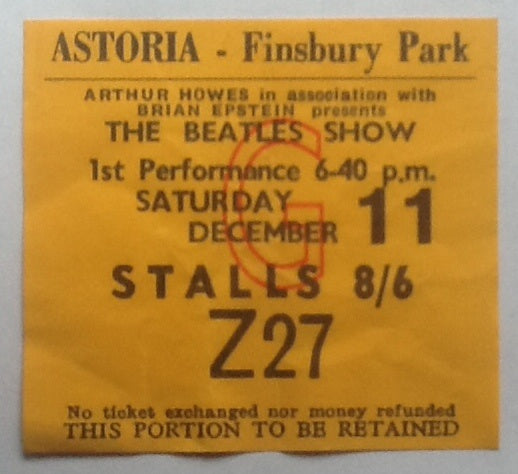 ASTORIA - Finsbury Park
ARTHUR HOWES in association with
BRIAN EPSTEIN presents
THE BEATLES SHOW
1st Performance 6-40 p.m.
SATURDAY
DECEMBER 11
G
STALLS 8/6
Z27
No ticket exchanged nor money refunded
THIS PORTION TO BE RETAINED